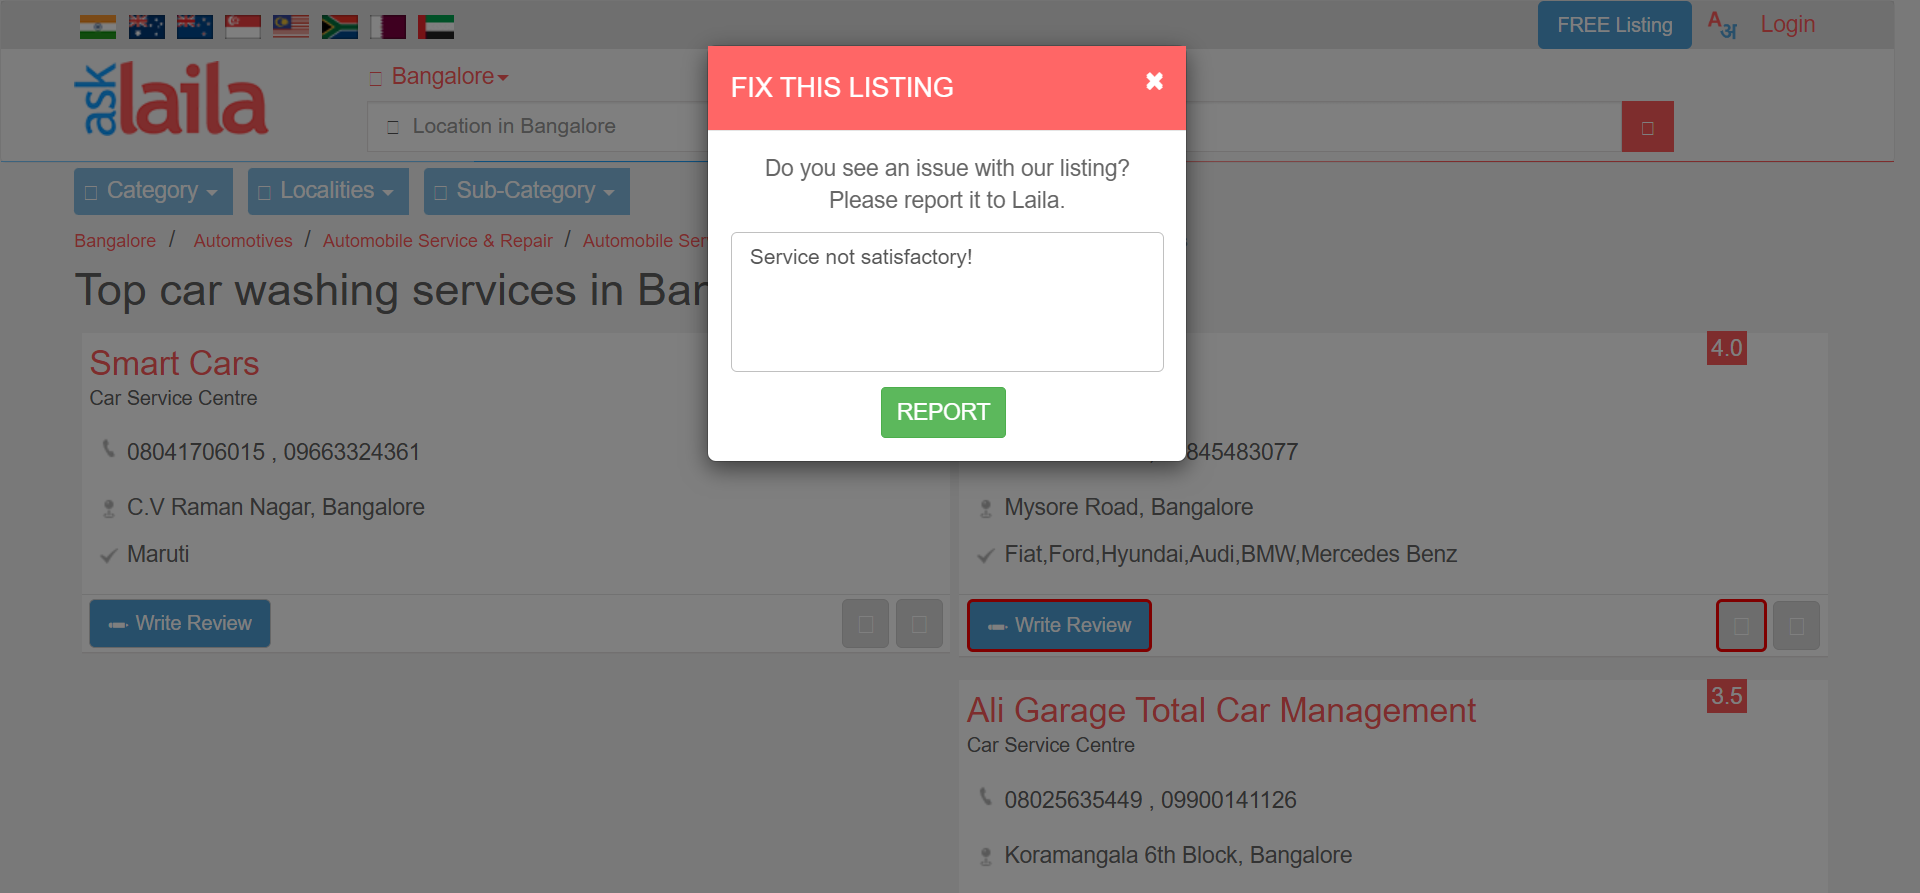 FREE Listing
Aअ
Login
ask laila
Bangalore
Location in Bangalore
FIX THIS LISTING
Do you see an issue with our listing?
Please report it to Laila.
Service not satisfactory!
REPORT
Category
Localities
Sub-Category
Bangalore / Automotives / Automobile Service & Repair / Automobile Ser
Top car washing services in Ban
Smart Cars
Car Service Centre
08041706015 , 09663324361
C.V Raman Nagar, Bangalore
Maruti
Write Review
4.0
845483077
Mysore Road, Bangalore
Fiat,Ford,Hyundai,Audi,BMW,Mercedes Benz
Write Review
Ali Garage Total Car Management
3.5
Car Service Centre
08025635449 , 09900141126
Koramangala 6th Block, Bangalore